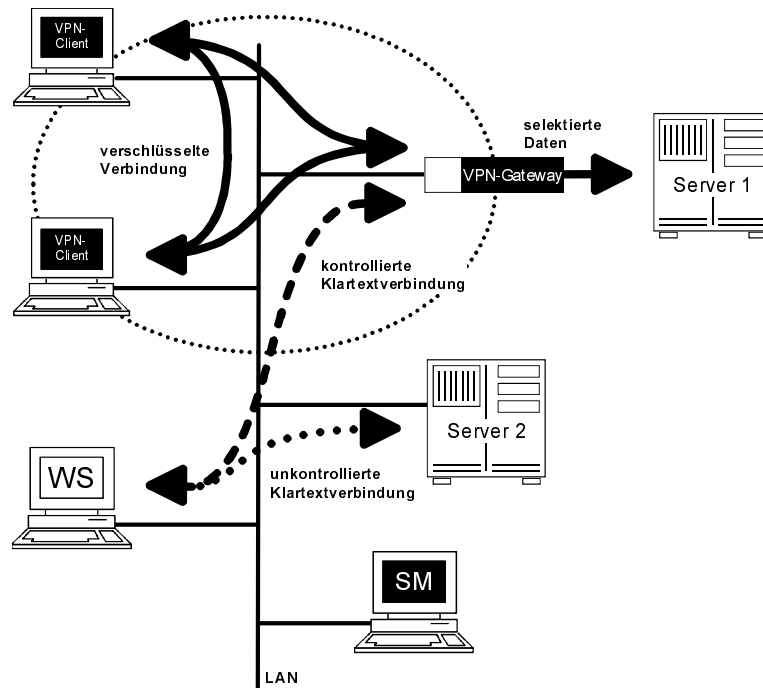 VPN-
Client
verschlüsselte
Verbindung
selektierte
Daten
VPN-Gateway
Server 1
VPN-
Client
kontrollierte
Klartextverbindung
Server 2
WS
unkontrollierte
Klartextverbindung
SM
LAN